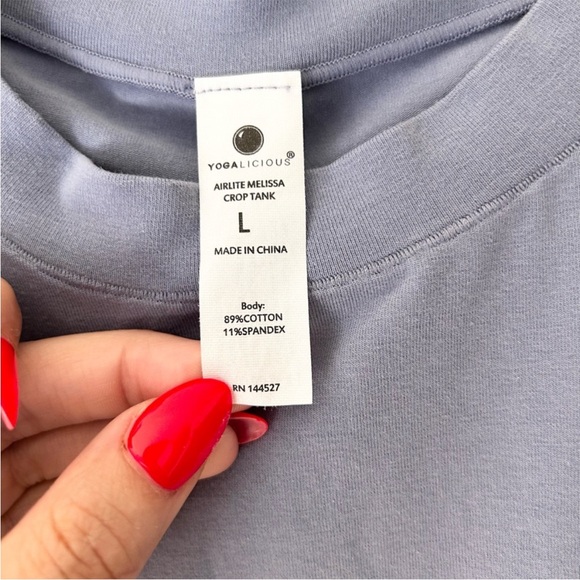 YOGALICIOUS®
AIRLITE MELISSA
CROP TANK
L
MADE IN CHINA
Body:
89%COTTON
11%SPANDEX
RN 144527